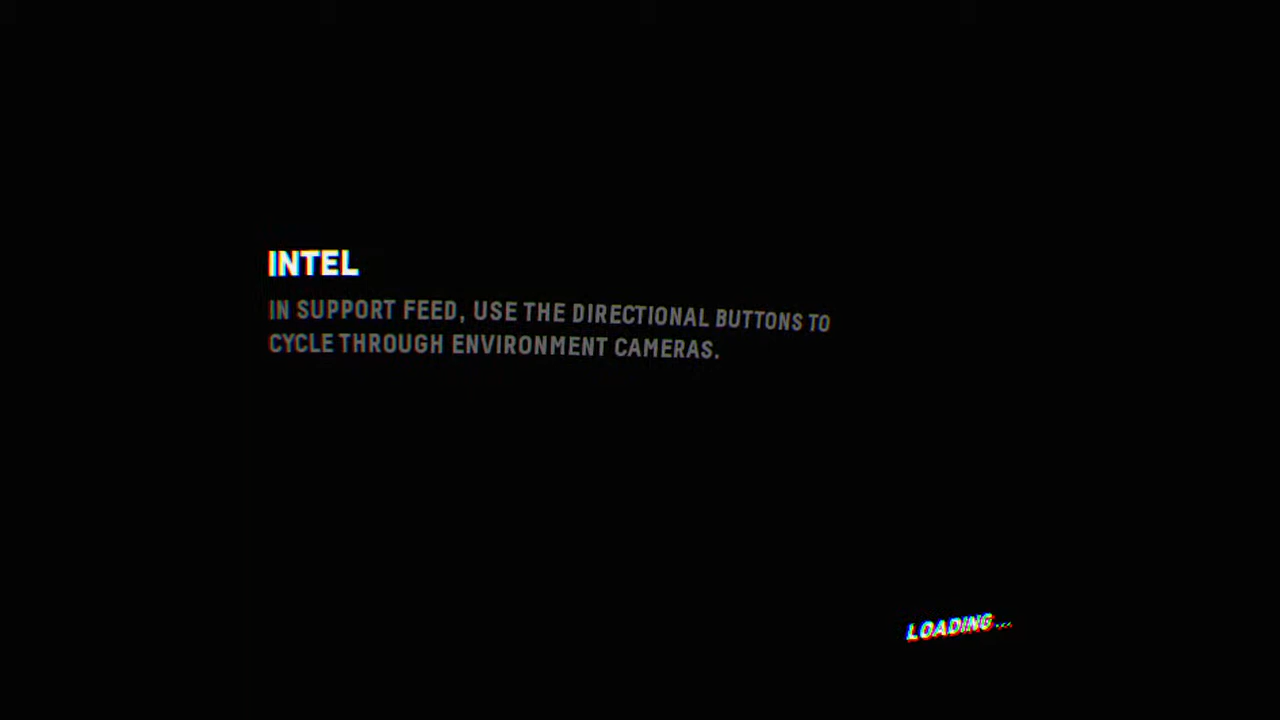 INTEL
IN SUPPORT FEED, USE THE DIRECTIONAL BUTTONS TO
CYCLE THROUGH ENVIRONMENT CAMERAS.
LOADING...